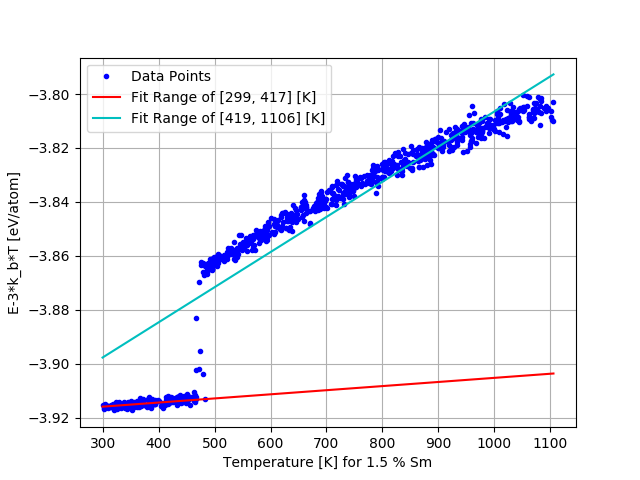 Data Points
Fit Range of [299, 417] [K]
Fit Range of [419, 1106] [K]
E-3*k_b*T [eV/atom]
−3.80
−3.82
−3.84
−3.86
−3.88
−3.90
−3.92
300 400 500 600 700 800 900 1000 1100
Temperature [K] for 1.5 % Sm